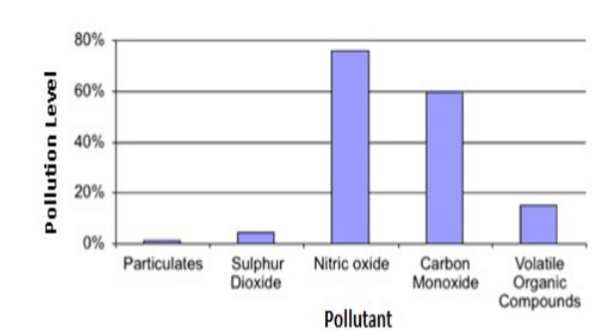 80%
60%
40%
20%
0%
Pollution Level
Particulates
Sulphur
Dioxide
Nitric oxide
Carbon
Monoxide
Volatile
Organic
Compounds
Pollutant